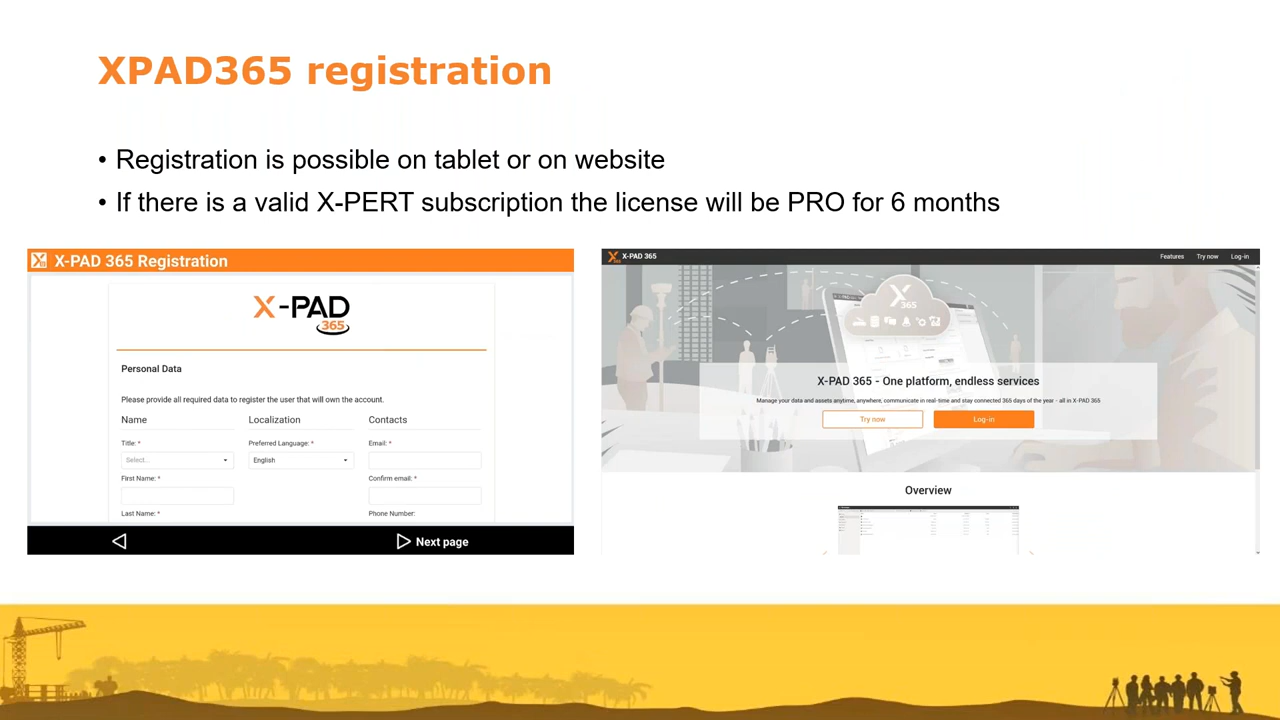 XPAD365 registration
• Registration is possible on tablet or on website
• If there is a valid X-PERT subscription the license will be PRO for 6 months
X-PAD 365 Registration
X-PAD
365
Personal Data
Please provide all required data to register the user that will own the account.
Name Localization Contacts
Title: * Preferred Language: * Email: *
Select... English
First Name: * Confirm email: *
Last Name: * Phone Number:
Next page
X-PAD 365 Features Try now Log-in
X
365
X-PAD 365 - One platform, endless services
Manage your data and assets anytime, anywhere, communicate in real-time and stay connected 365 days of the year - all in X-PAD 365
Try now Log-in
Overview